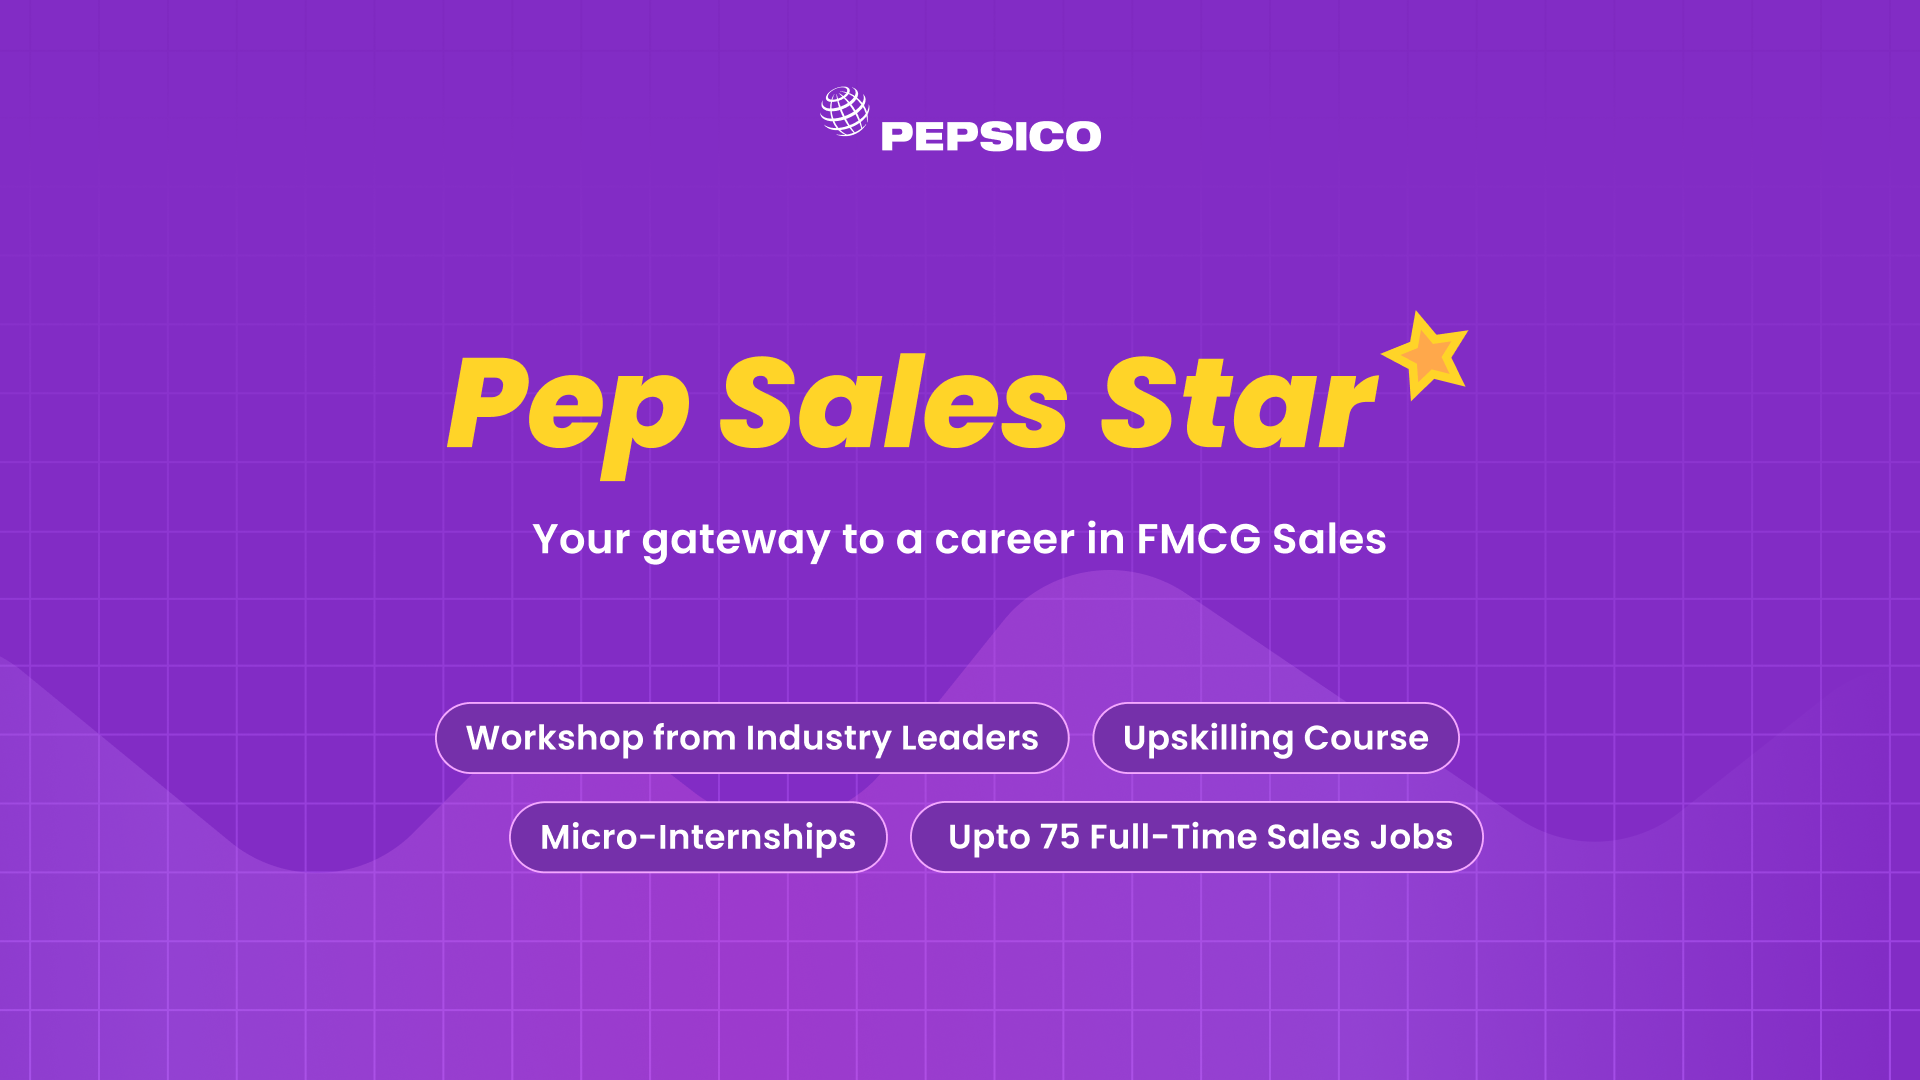 PEPSICO
Pep Sales Star
Your gateway to a career in FMCG Sales
Workshop from Industry Leaders
Upskilling Course
Micro-Internships
Upto 75 Full-Time Sales Jobs